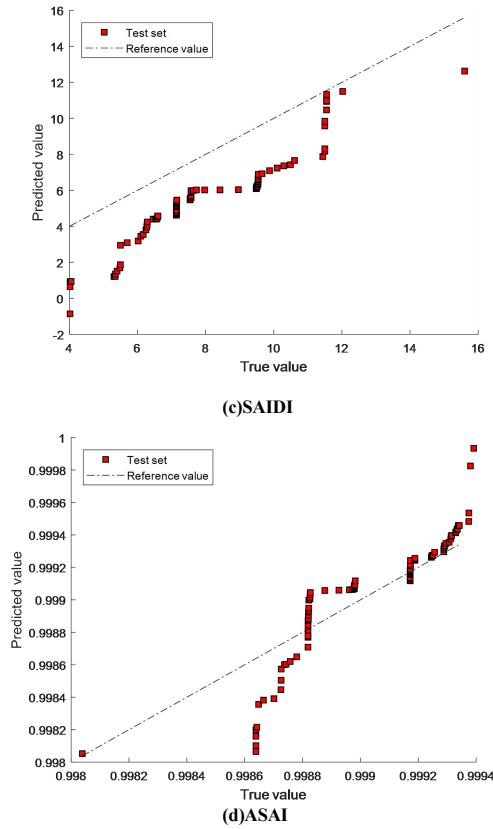 16
14
12
10
8
6
4
2
0
-2
Predicted value
Test set
Reference value
4 6 8 10 12 14 16
True value
(c)SAIDI
1
0.9998
0.9996
0.9994
0.9992
0.999
0.9988
0.9986
0.9984
0.9982
0.998
Predicted value
Test set
Reference value
0.998 0.9982 0.9984 0.9986 0.9988 0.999 0.9992 0.9994
True value
(d)ASAI